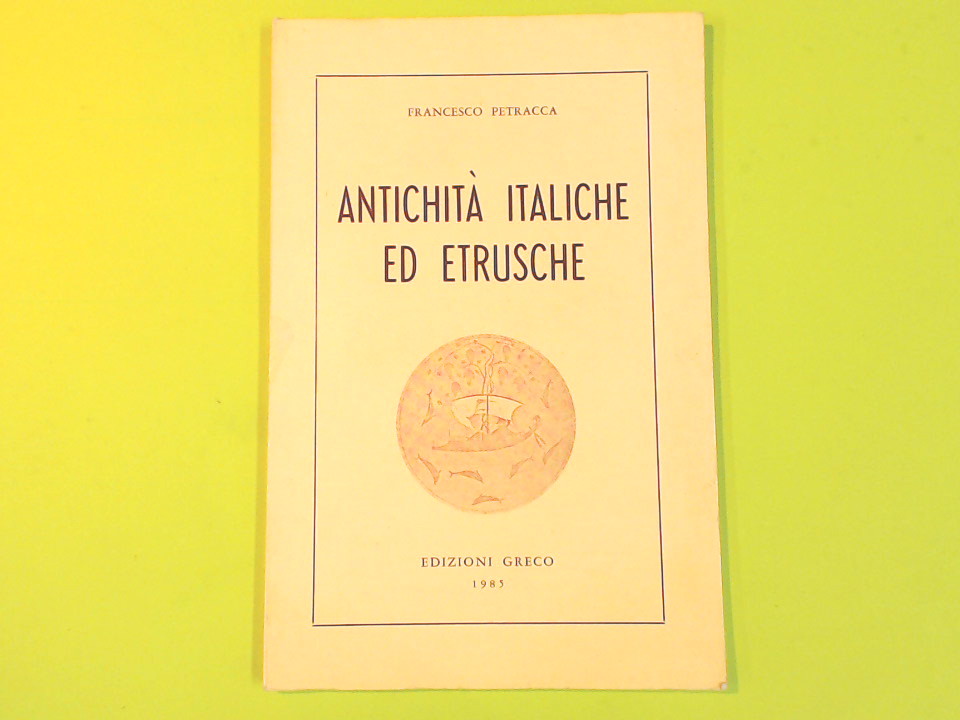 FRANCESCO PETRACCA
ANTICHITÀ ITALICHE
ED ETRUSCHE
EDIZIONI GRECO
1985